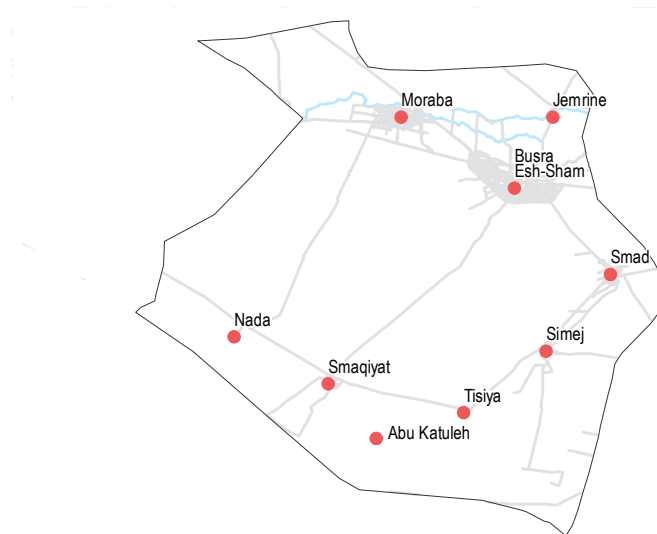 Moraba
Jemrine
Busra
Esh-Sham
Smad
Nada
Simej
Smaqiyat
Tisiya
Abu Katuleh